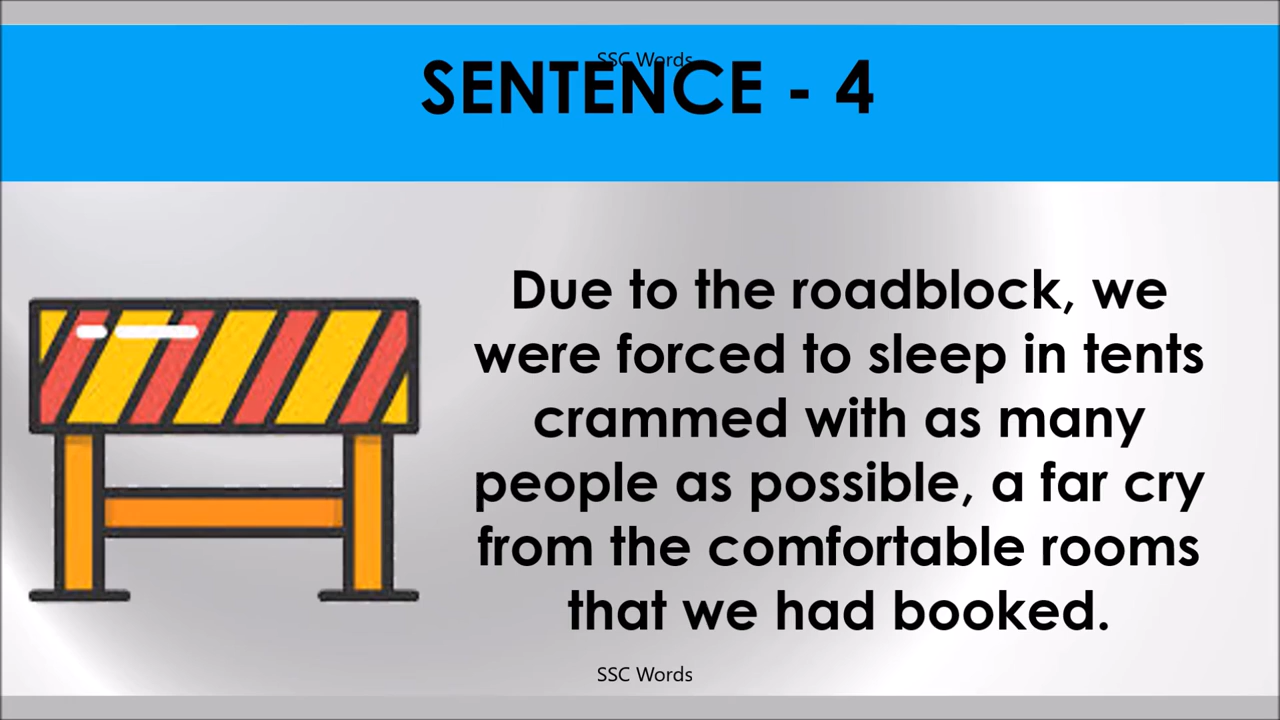 SSC Words
SENTENCE - 4
Due to the roadblock, we
were forced to sleep in tents
crammed with as many
people as possible, a far cry
from the comfortable rooms
that we had booked.
SSC Words